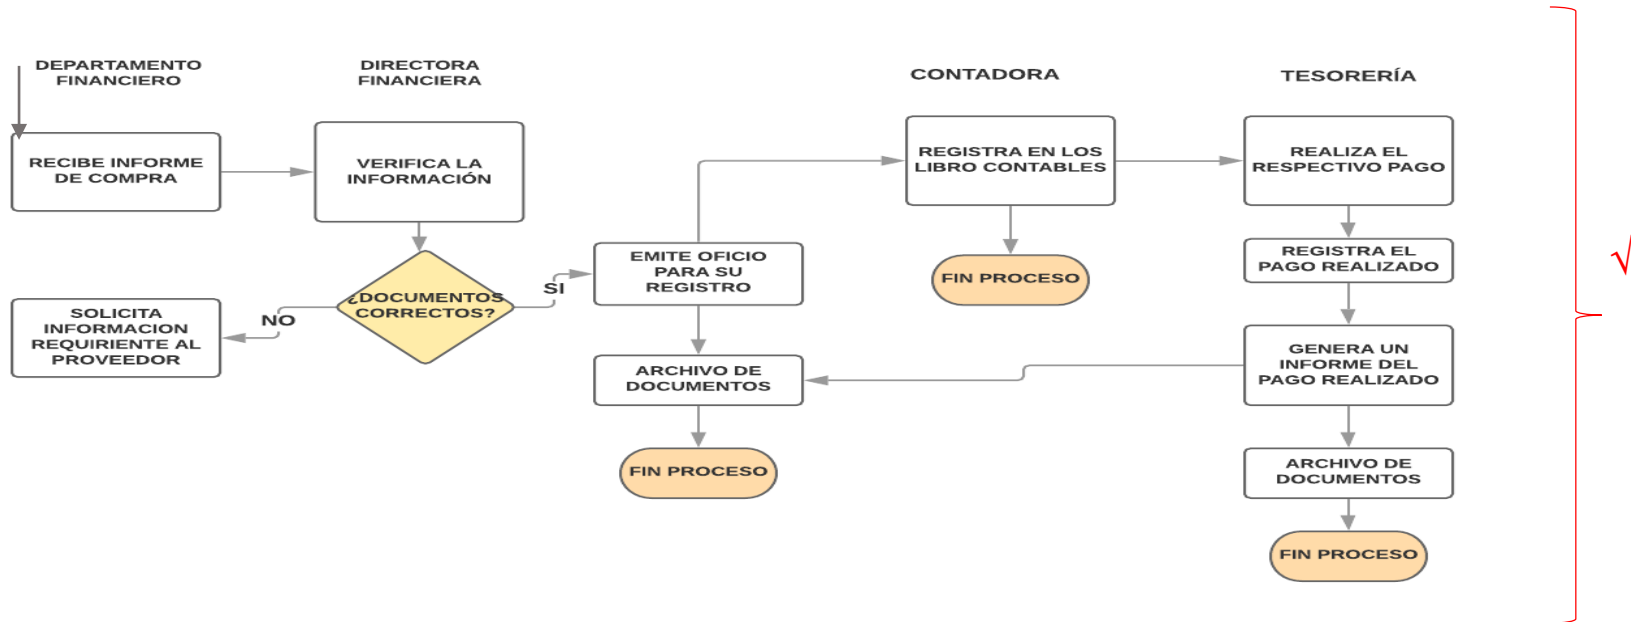 DEPARTAMENTO
FINANCIERO
DIRECTORA
FINANCIERA
CONTADORA
TESORERÍA
RECIBE INFORME
DE COMPRA
VERIFICA LA
INFORMACIÓN
REGISTRA EN LOS
LIBRO CONTABLES
REALIZA EL
RESPECTIVO PAGO
¿DOCUMENTOS
CORRECTOS?
SI
NO
SOLICITA
INFORMACION
REQUIRIENTE AL
PROVEEDOR
EMITE OFICIO
PARA SU
REGISTRO
FIN PROCESO
REGISTRA EL
PAGO REALIZADO
ARCHIVO DE
DOCUMENTOS
GENERA UN
INFORME DEL
PAGO REALIZADO
FIN PROCESO
ARCHIVO DE
DOCUMENTOS
FIN PROCESO
√